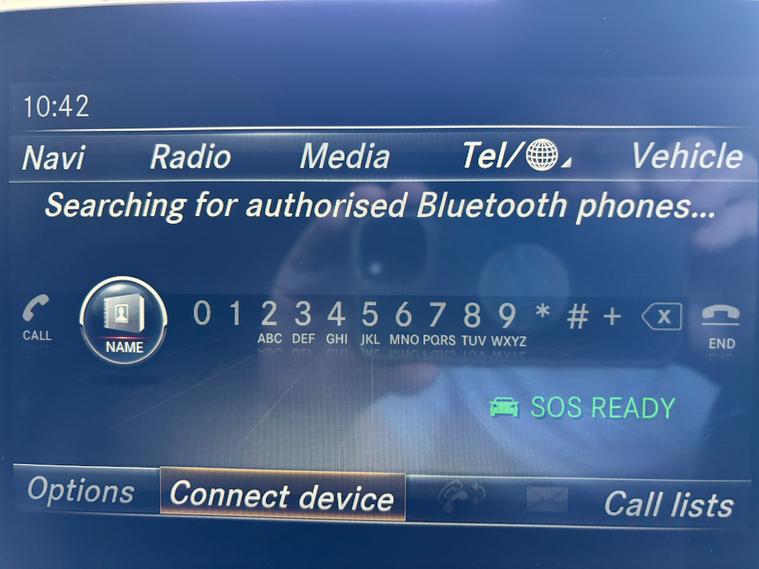 10:42
Navi Radio Media Tel/ Vehicle
Searching for authorised Bluetooth phones...
CALL NAME 0 1 2 3 4 5 6 7 8 9 * # + X END
ABC DEF GHI JKL MNO PQRS TUV WXYZ
SOS READY
Options Connect device Call lists